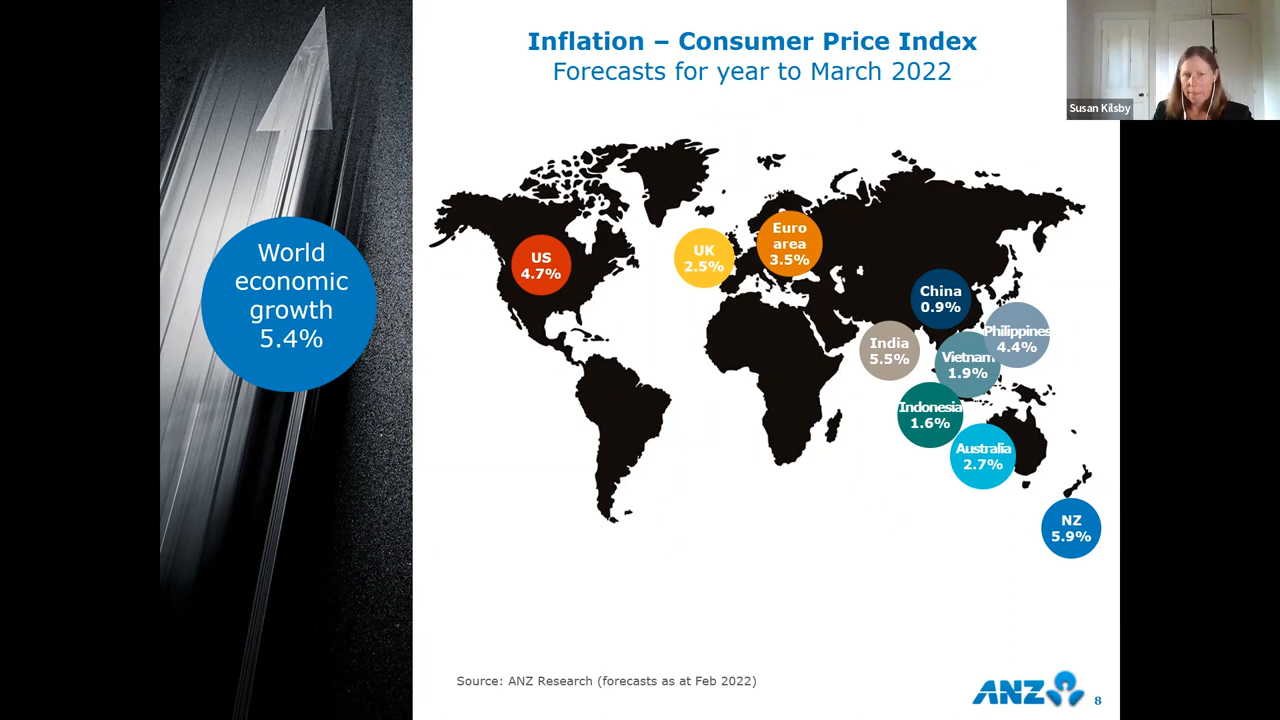 Inflation – Consumer Price Index
Forecasts for year to March 2022
Susan Kilsby
World
economic
growth
5.4%
US
4.7%
UK
2.5%
Euro
area
3.5%
China
0.9%
India
5.5%
Philippines
4.4%
Vietnam
1.9%
Indonesia
1.6%
Australia
2.7%
NZ
5.9%
Source: ANZ Research (forecasts as at Feb 2022)
ANZ
8